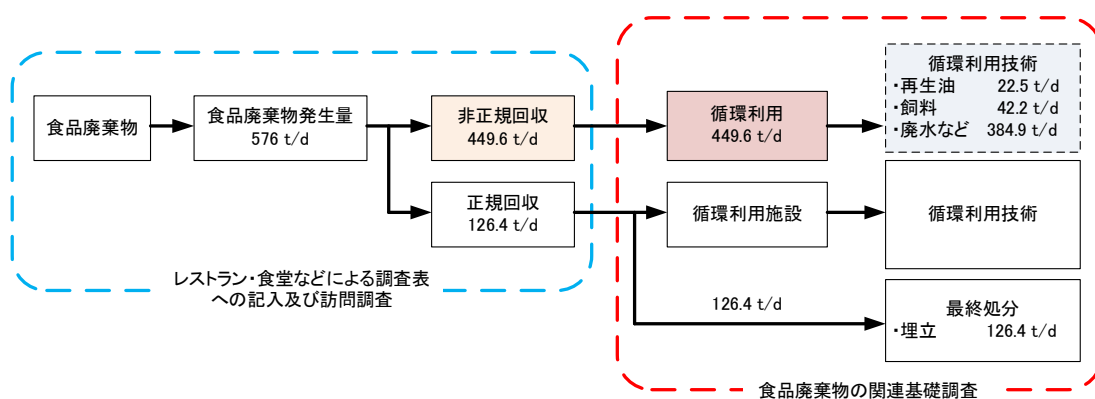 食品廃棄物
食品廃棄物発生量
576 t/d
非正規回収
449.6 t/d
正規回収
126.4 t/d
レストラン・食堂などによる調査表
への記入及び訪問調査
循環利用
449.6 t/d
循環利用技術
・再生油 22.5 t/d
・飼料 42.2 t/d
・廃水など 384.9 t/d
循環利用施設
循環利用技術
126.4 t/d
最終処分
・埋立 126.4 t/d
食品廃棄物の関連基礎調査